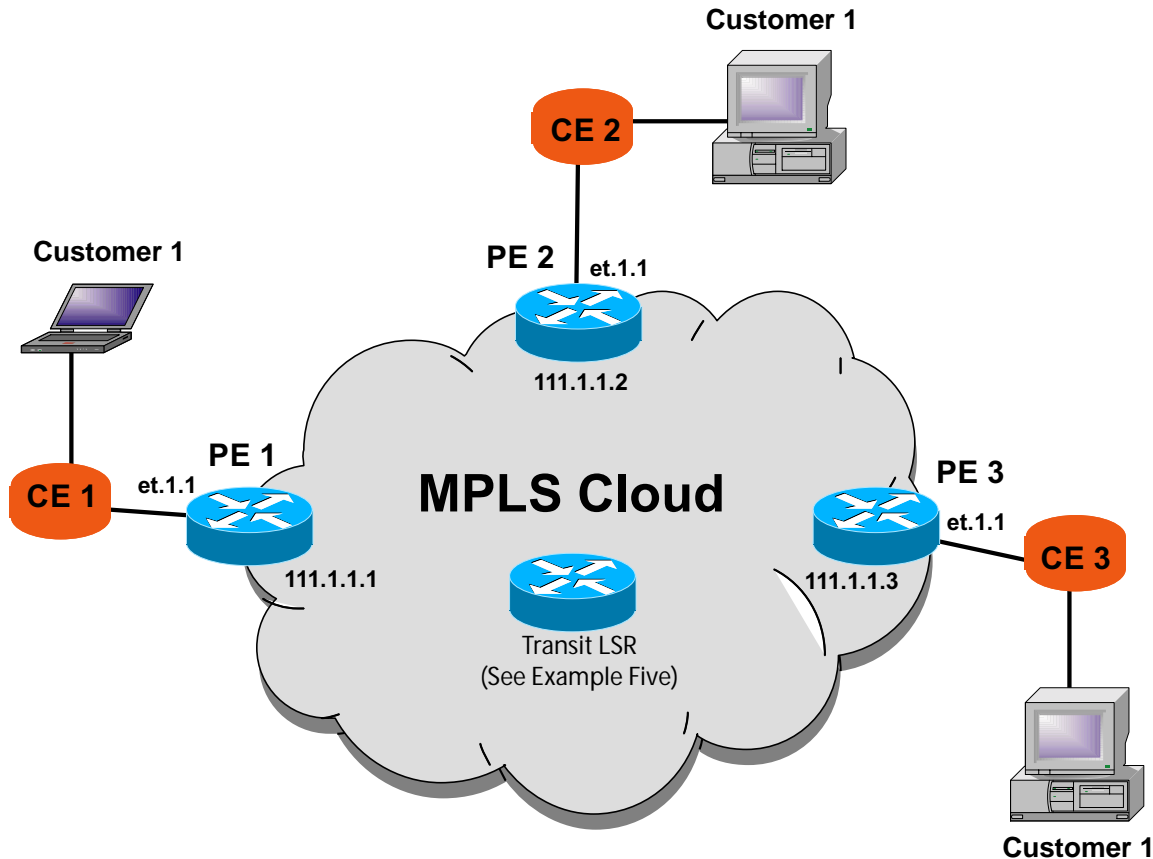 Customer 1
CE 2
Customer 1
PE 2
et.1.1
111.1.1.2
PE 1
et.1.1
CE 1
111.1.1.1
MPLS Cloud
PE 3
et.1.1
CE 3
111.1.1.3
Transit LSR
(See Example Five)
Customer 1